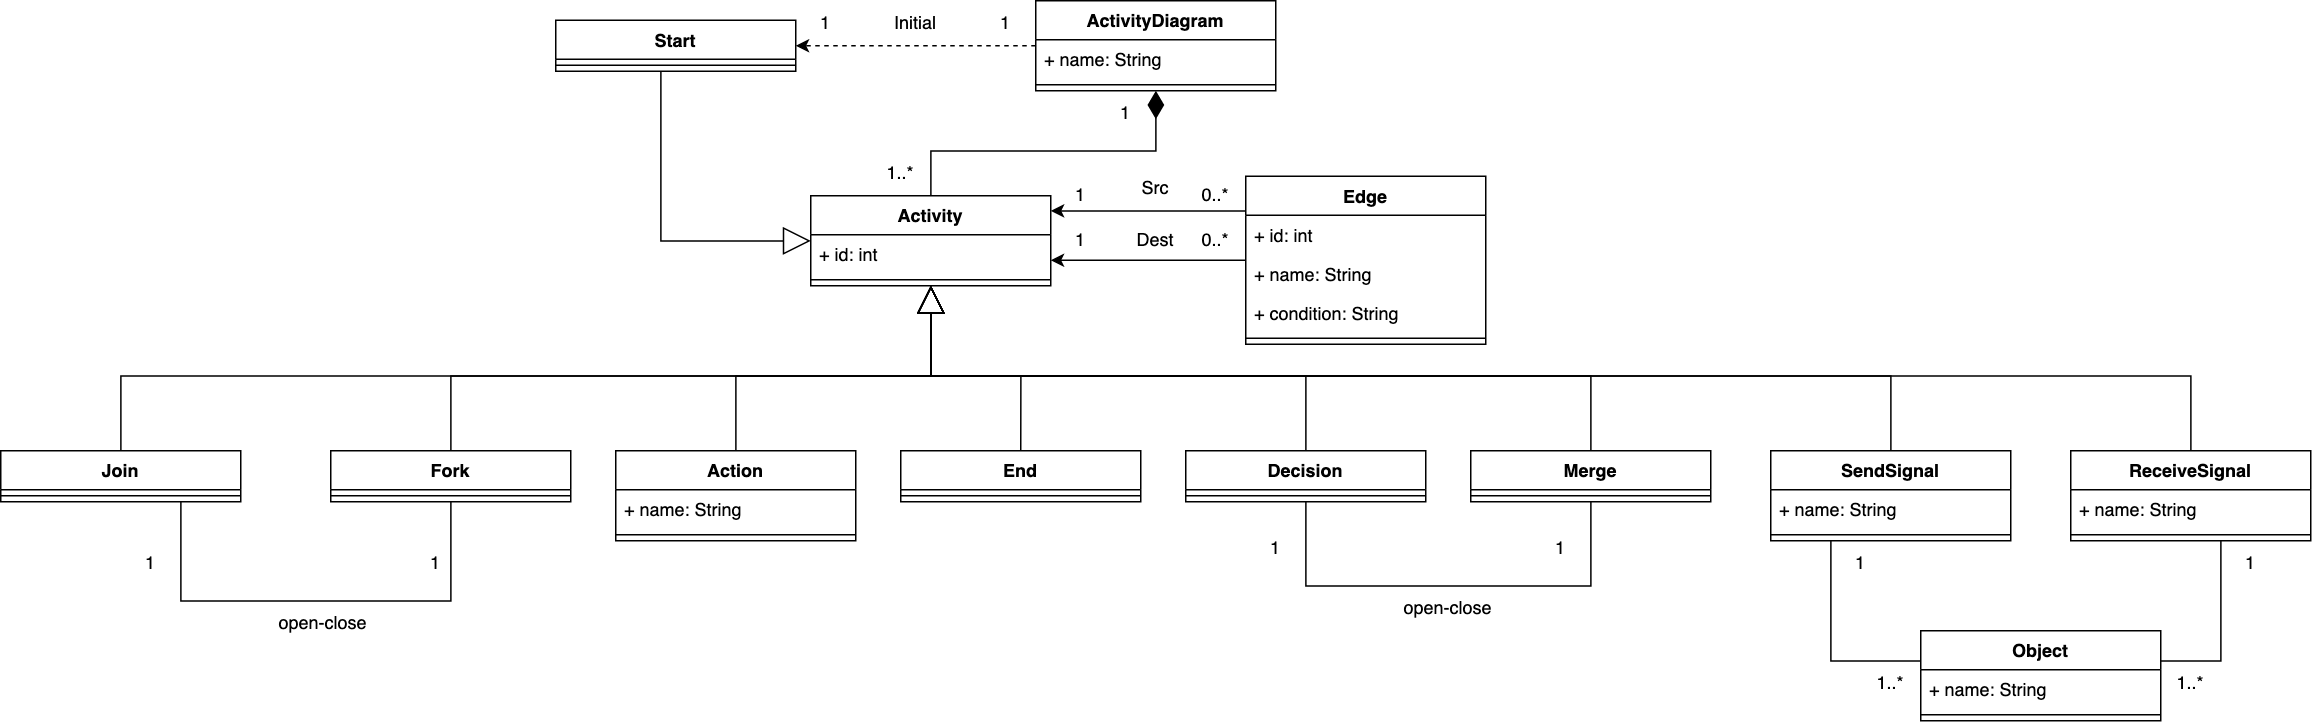 1 Initial 1
ActivityDiagram
Start
+ name: String
1
1..*
Activity
+ id: int
1 Src 0..*
1 Dest 0..*
Edge
+ id: int
+ name: String
+ condition: String
Join
Fork
Action
+ name: String
End
Decision
Merge
SendSignal
+ name: String
ReceiveSignal
+ name: String
1 1
open-close
1 1
open-close
1 1
Object
+ name: String
1..* 1..*